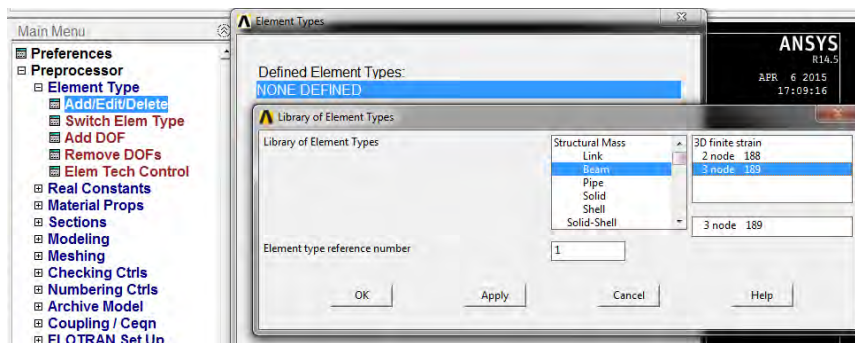 Main Menu
Preferences
Preprocessor
Element Type
Add/Edit/Delete
Switch Elem Type
Add DOF
Remove DOFs
Elem Tech Control
Real Constants
Material Props
Sections
Modeling
Meshing
Checking Ctrls
Numbering Ctrls
Archive Model
Coupling / Ceqn
FLOTRAN Set Up
Element Types
Defined Element Types:
NONE DEFINED
Library of Element Types
Library of Element Types
Structural Mass
Link
Beam
Pipe
Solid
Shell
Solid-Shell
3D finite strain
2 node 188
3 node 189
3 node 189
Element type reference number
1
OK Apply Cancel Help
ANSYS
R14.5
APR 6 2015
17:09:16